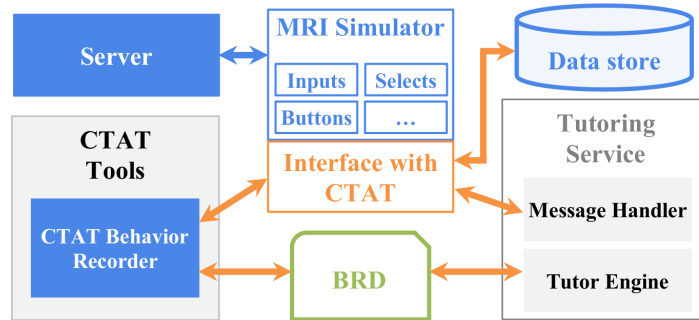 Server
MRI Simulator
Inputs
Selects
Buttons
...
Data store
CTAT
Tools
Interface with
CTAT
Tutoring
Service
CTAT Behavior
Recorder
BRD
Message Handler
Tutor Engine